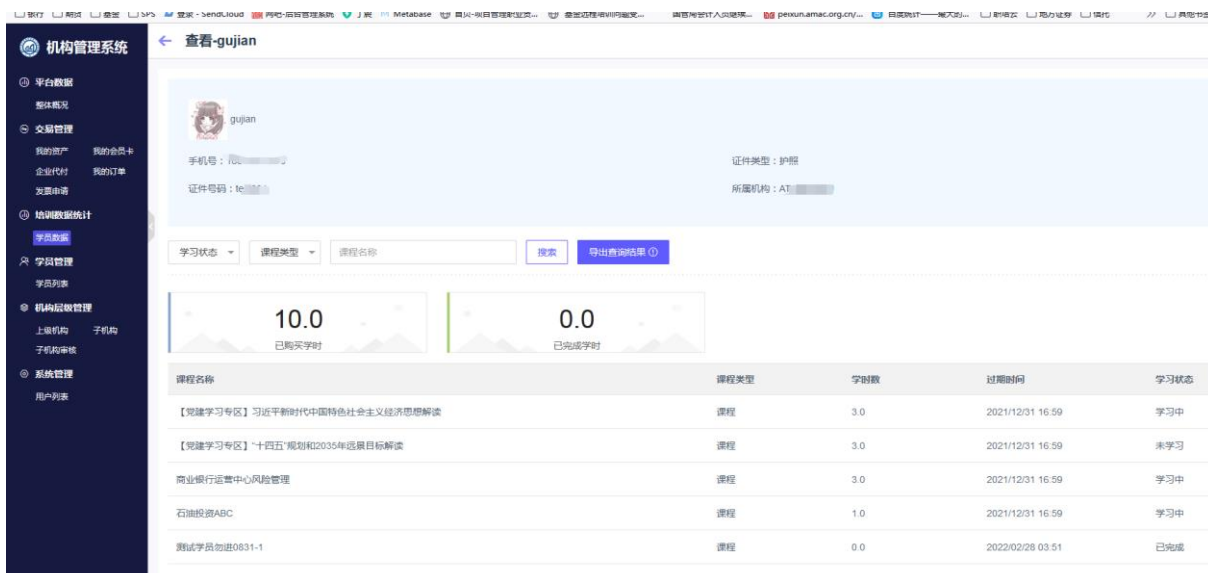 机构管理系统
← 查看-gujian
平台数据
整体概况
交易管理
我的资产 我的会员卡
企业代付 我的订单
发票申请
培训数据统计
学员数据
学员管理
学员列表
机构层级管理
上级机构 子机构
子机构审核
系统管理
用户列表
gujian
手机号： 证件类型：护照
证件号码：te 所属机构：AT
学习状态 课程类型 课程名称 搜索 导出查询结果
10.0 0.0
已购买学时 已完成学时
课程名称 课程类型 学时数 过期时间 学习状态
【党建学习专区】习近平新时代中国特色社会主义经济思想解读 课程 3.0 2021/12/31 16:59 学习中
【党建学习专区】“十四五”规划和2035年远景目标解读 课程 3.0 2021/12/31 16:59 未学习
商业银行运营中心风险管理 课程 3.0 2021/12/31 16:59 学习中
石油投资ABC 课程 1.0 2021/12/31 16:59 学习中
测试学员勿进0831-1 课程 0.0 2022/02/28 03:51 已完成